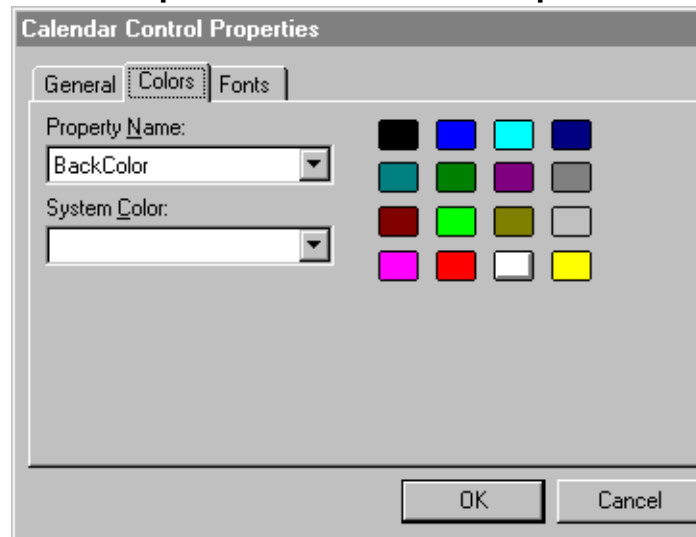 Calendar Control Properties
General Colors Fonts
Property Name:
BackColor
System Color:
OK Cancel